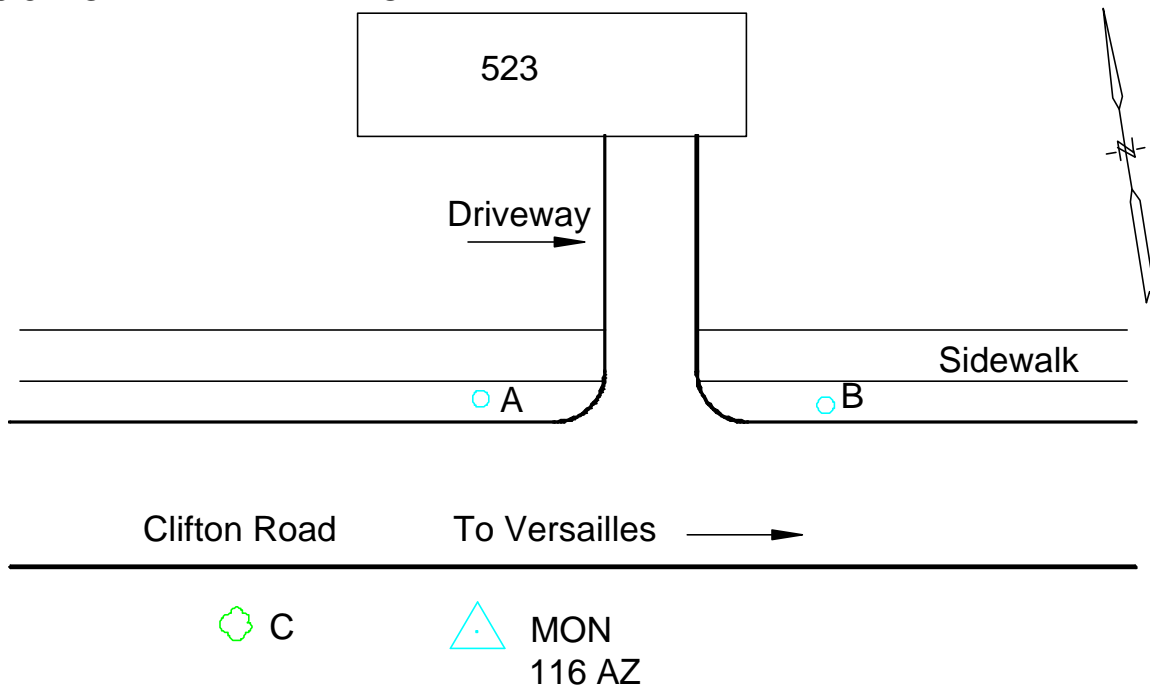 523
Driveway
Sidewalk
A
B
Clifton Road
To Versailles
C
MON
116 AZ